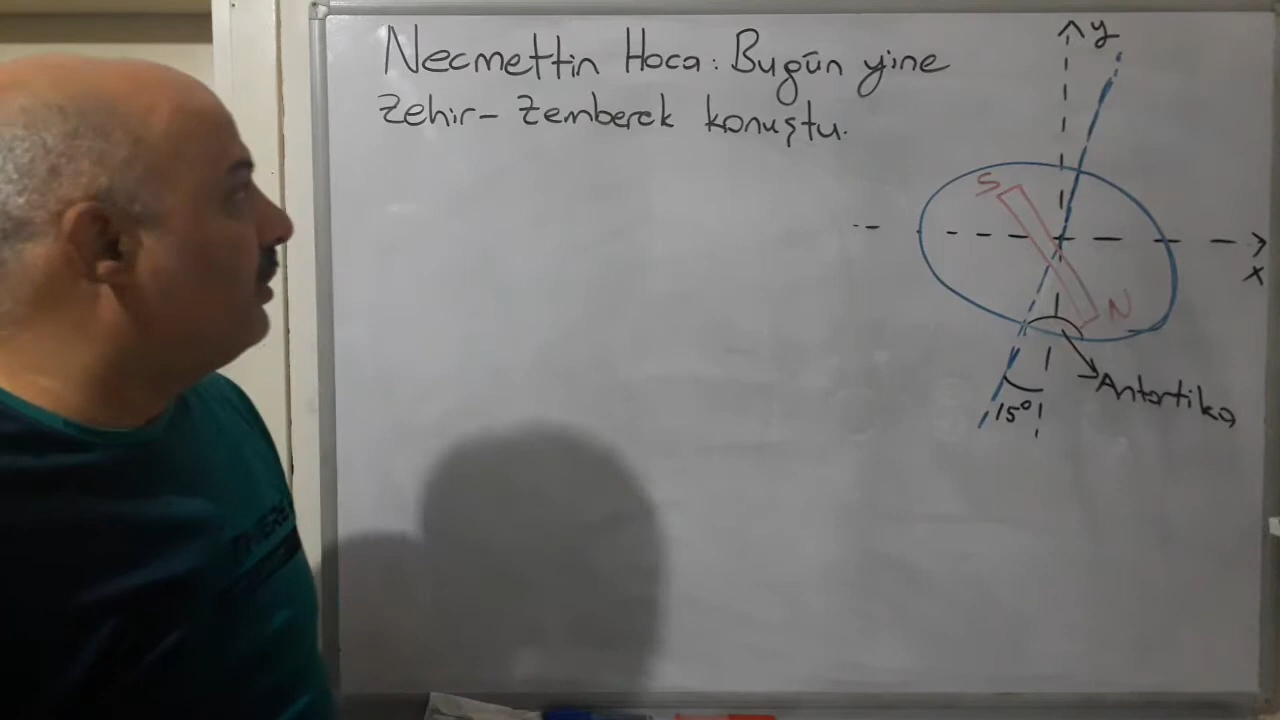 Necmettin Hoca: Bugün yine
Zehir-Zemberek konuştu.
y
S
x
N
Antartika
15°